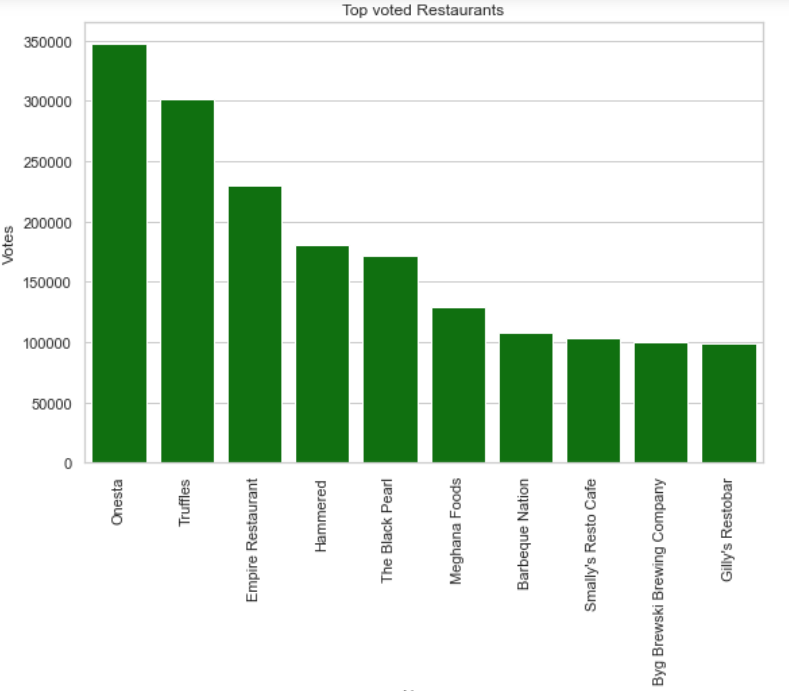 Top voted Restaurants
350000
300000
250000
200000
150000
100000
50000
0
Votes
Onesta
Truffles
Empire Restaurant
Hammered
The Black Pearl
Meghana Foods
Barbeque Nation
Smally's Resto Cafe
Byg Brewski Brewing Company
Gilly's Restobar